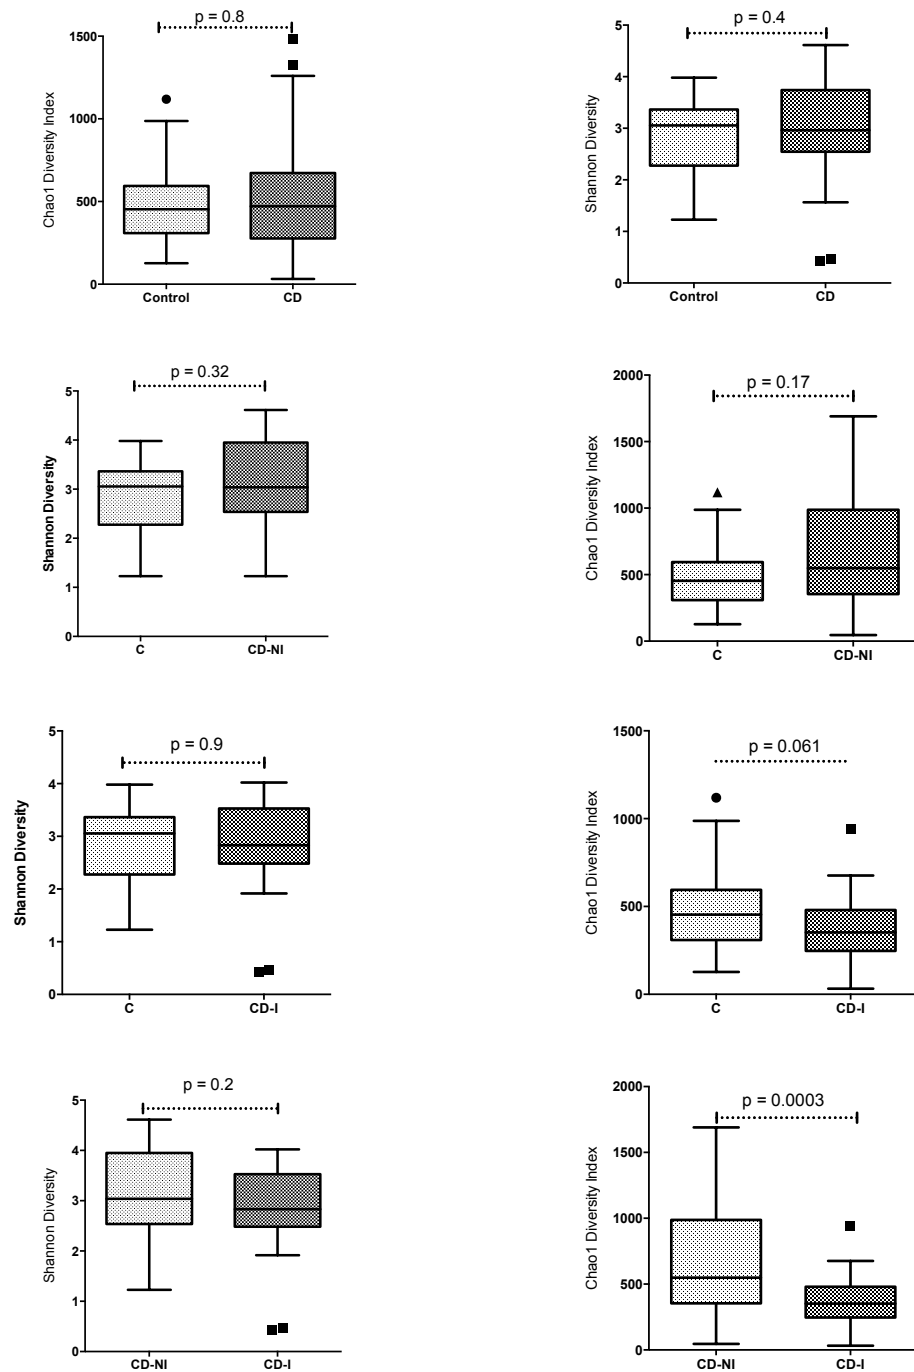 p = 0.8
Chao1 Diversity Index
1500
1000
500
0
Control CD
p = 0.4
Shannon Diversity
5
4
3
2
1
0
Control CD
p = 0.32
Shannon Diversity
5
4
3
2
1
0
C CD-NI
p = 0.17
Chao1 Diversity Index
2000
1500
1000
500
0
C CD-NI
p = 0.9
Shannon Diversity
5
4
3
2
1
0
C CD-I
p = 0.061
Chao1 Diversity Index
1500
1000
500
0
C CD-I
p = 0.2
Shannon Diversity
5
4
3
2
1
0
CD-NI CD-I
p = 0.0003
Chao1 Diversity Index
2000
1500
1000
500
0
CD-NI CD-I